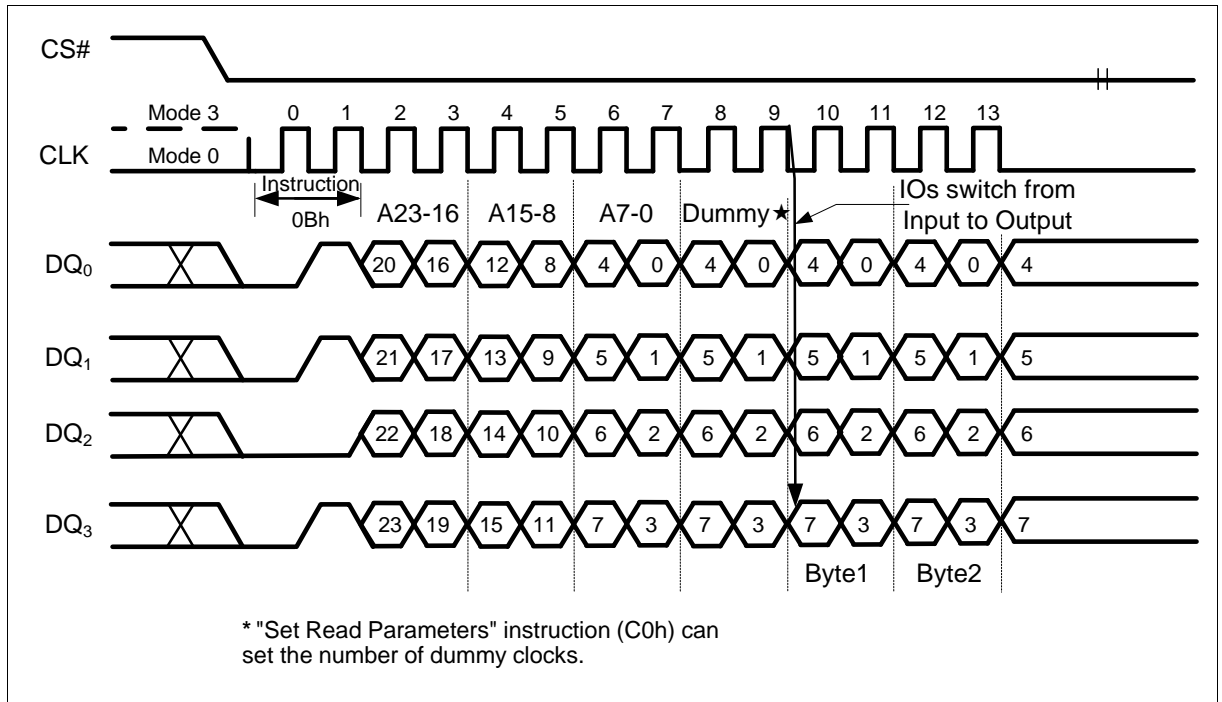 CS#
Mode 3
0 1 2 3 4 5 6 7 8 9 10 11 12 13
CLK
Mode 0
Instruction
0Bh
A23-16 A15-8 A7-0 Dummy★
IOs switch from
Input to Output
DQ₀ 20 16 12 8 4 0 4 0 4 0 4 0 4
DQ₁ 21 17 13 9 5 1 5 1 5 1 5 1 5
DQ₂ 22 18 14 10 6 2 6 2 6 2 6 2 6
DQ₃ 23 19 15 11 7 3 7 3 7 3 7 3 7
Byte1 Byte2
* "Set Read Parameters" instruction (C0h) can
set the number of dummy clocks.